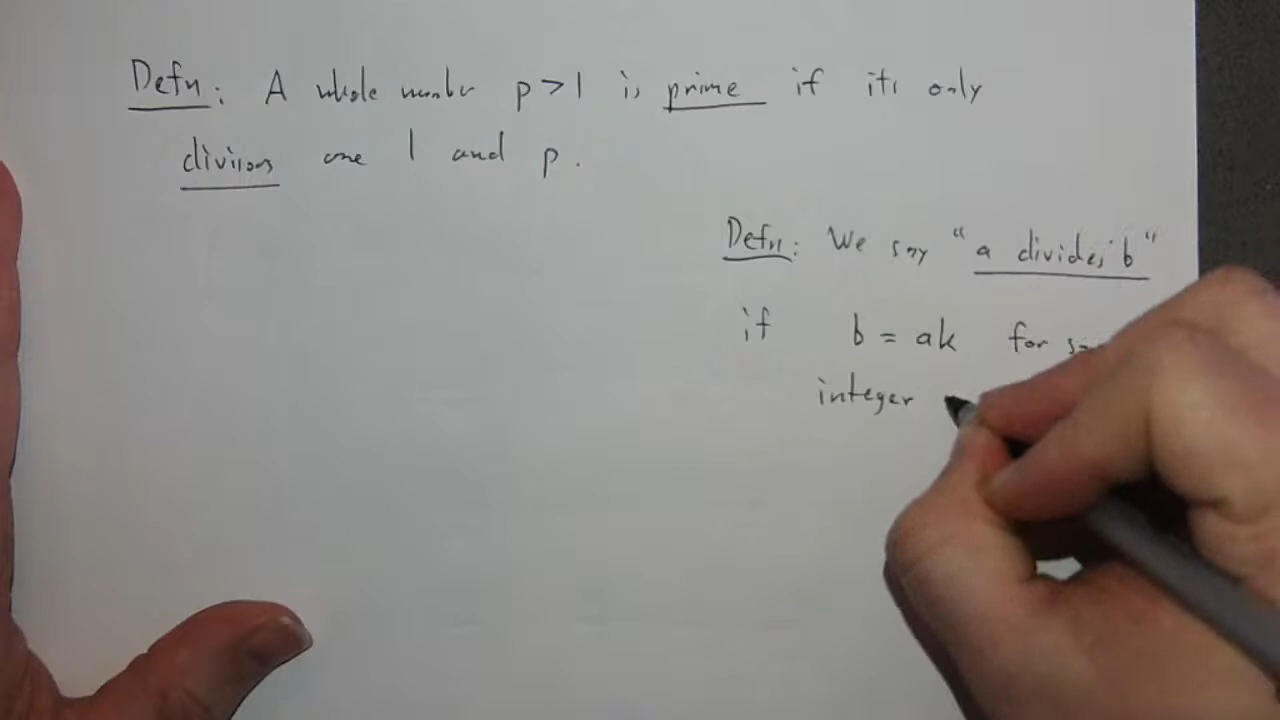 Defn: A whole number p > 1 is prime if its only
divisors are 1 and p.
Defn: We say "a divides b"
if b = ak for
integer